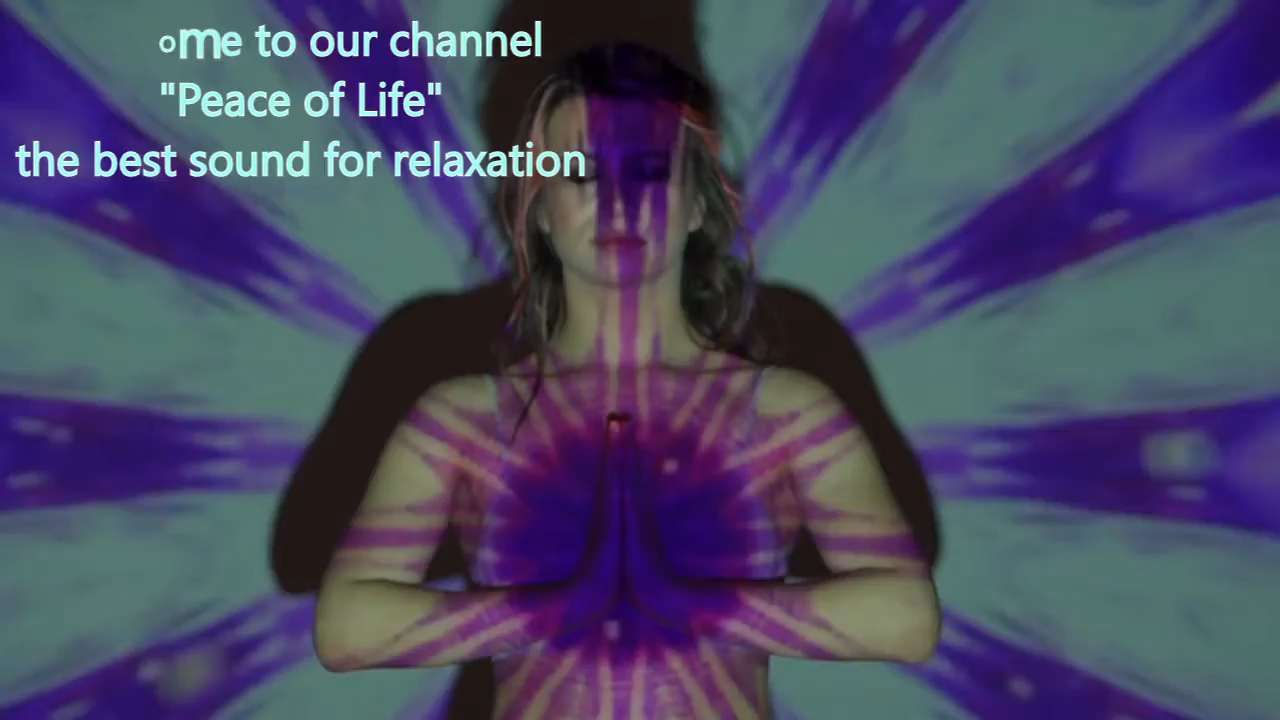 ome to our channel
"Peace of Life"
the best sound for relaxation